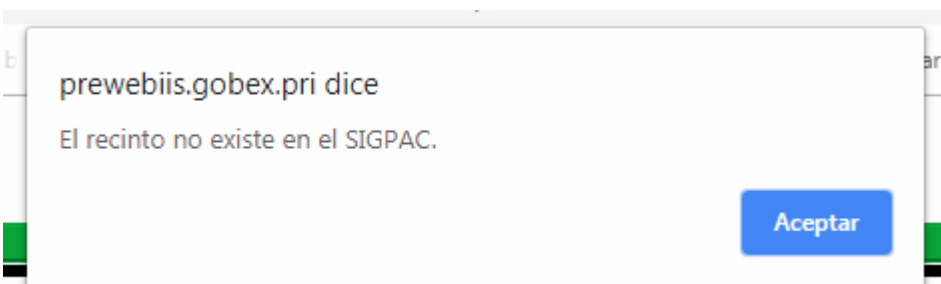 prewebiis.gobex.pri dice
El recinto no existe en el SIGPAC.
Aceptar